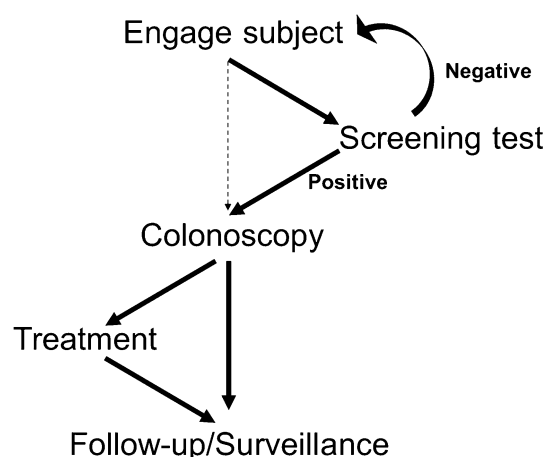 Engage subject
Negative
Screening test
Positive
Colonoscopy
Treatment
Follow-up/Surveillance